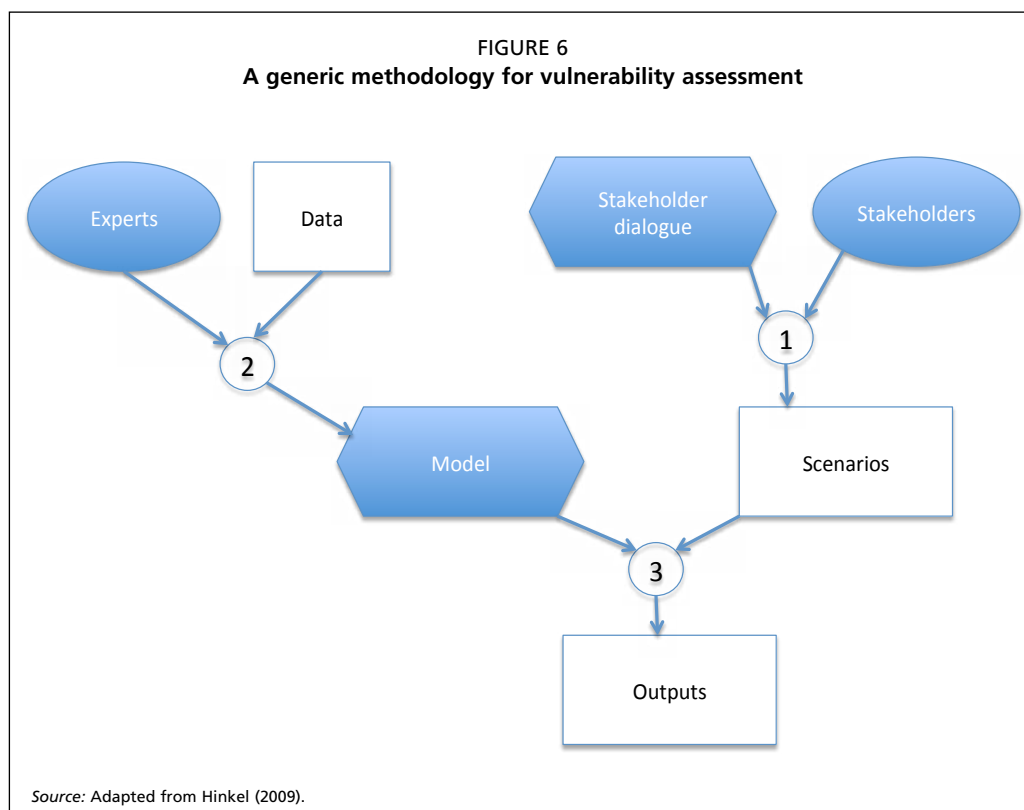 FIGURE 6
A generic methodology for vulnerability assessment
Experts
Data
Stakeholder
dialogue
Stakeholders
1
2
Model
Scenarios
3
Outputs
Source: Adapted from Hinkel (2009).